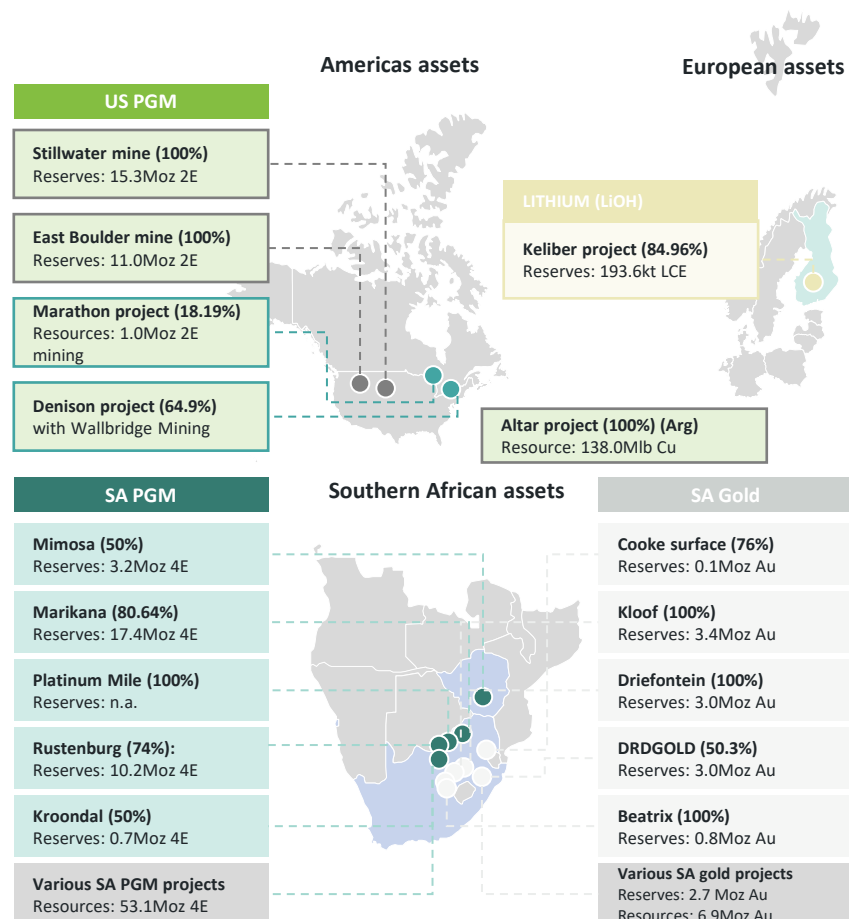 Americas assets
European assets
US PGM
Stillwater mine (100%)
Reserves: 15.3Moz 2E
East Boulder mine (100%)
Reserves: 11.0Moz 2E
Marathon project (18.19%)
Resources: 1.0Moz 2E
mining
Denison project (64.9%)
with Wallbridge Mining
LITHIUM (LiOH)
Keliber project (84.96%)
Reserves: 193.6kt LCE
Altar project (100%) (Arg)
Resource: 138.0Mlb Cu
SA PGM
Southern African assets
SA Gold
Mimosa (50%)
Reserves: 3.2Moz 4E
Marikana (80.64%)
Reserves: 17.4Moz 4E
Platinum Mile (100%)
Reserves: n.a.
Rustenburg (74%):
Reserves: 10.2Moz 4E
Kroondal (50%)
Reserves: 0.7Moz 4E
Various SA PGM projects
Resources: 53.1Moz 4E
Cooke surface (76%)
Reserves: 0.1Moz Au
Kloof (100%)
Reserves: 3.4Moz Au
Driefontein (100%)
Reserves: 3.0Moz Au
DRDGOLD (50.3%)
Reserves: 3.0Moz Au
Beatrix (100%)
Reserves: 0.8Moz Au
Various SA gold projects
Reserves: 2.7 Moz Au
Resources: 6.9Moz Au